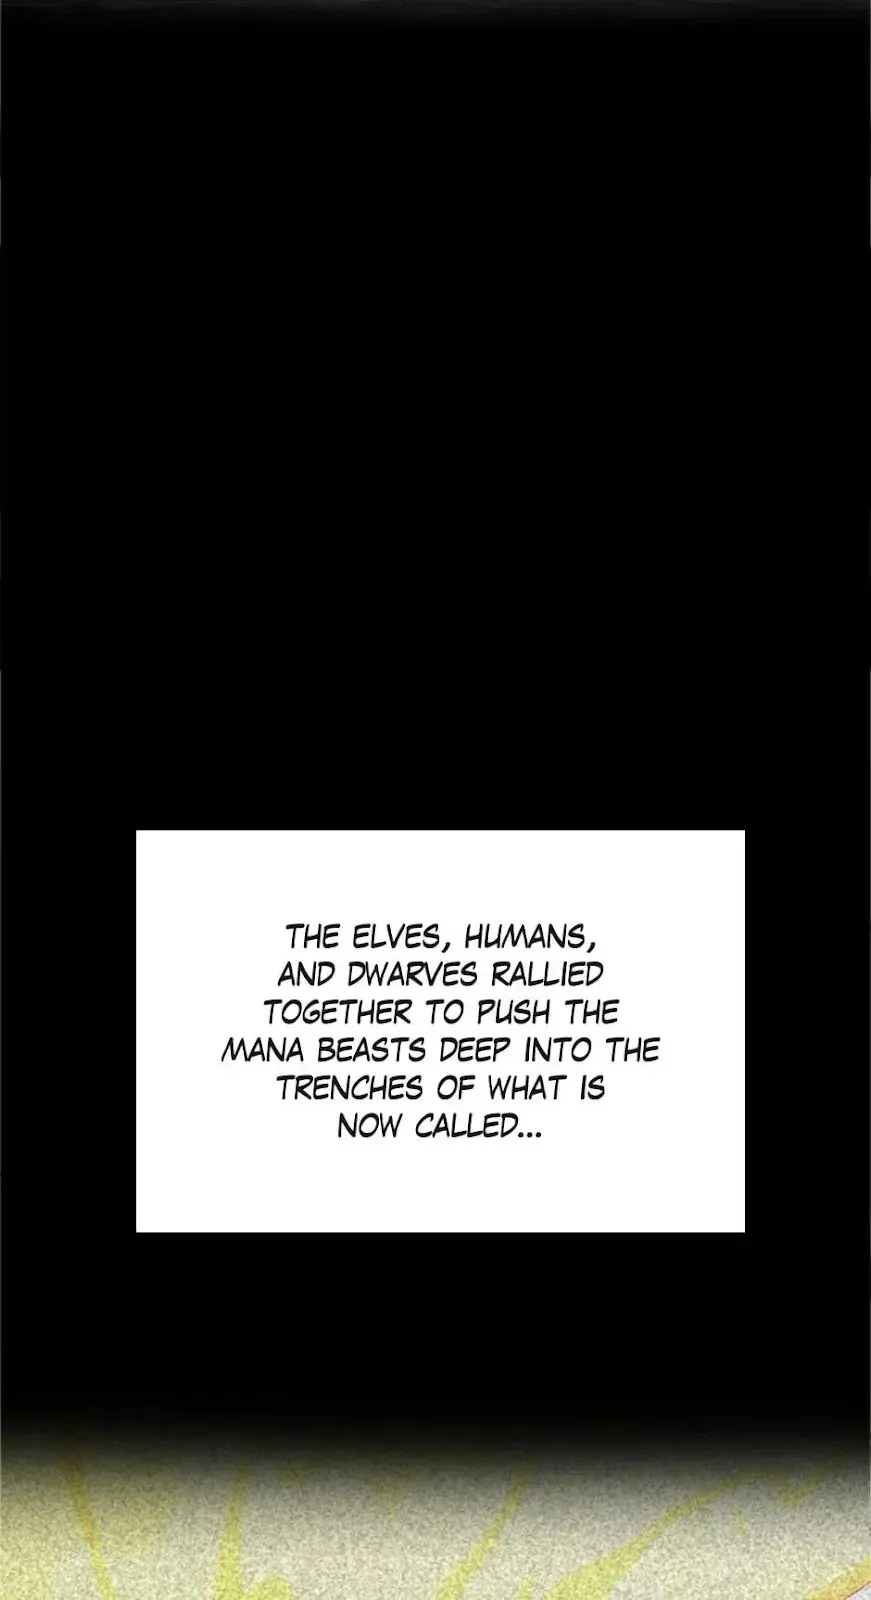 THE ELVES, HUMANS,
AND DWARVES RALLIED
TOGETHER TO PUSH THE
MANA BEASTS DEEP INTO THE
TRENCHES OF WHAT IS
NOW CALLED...